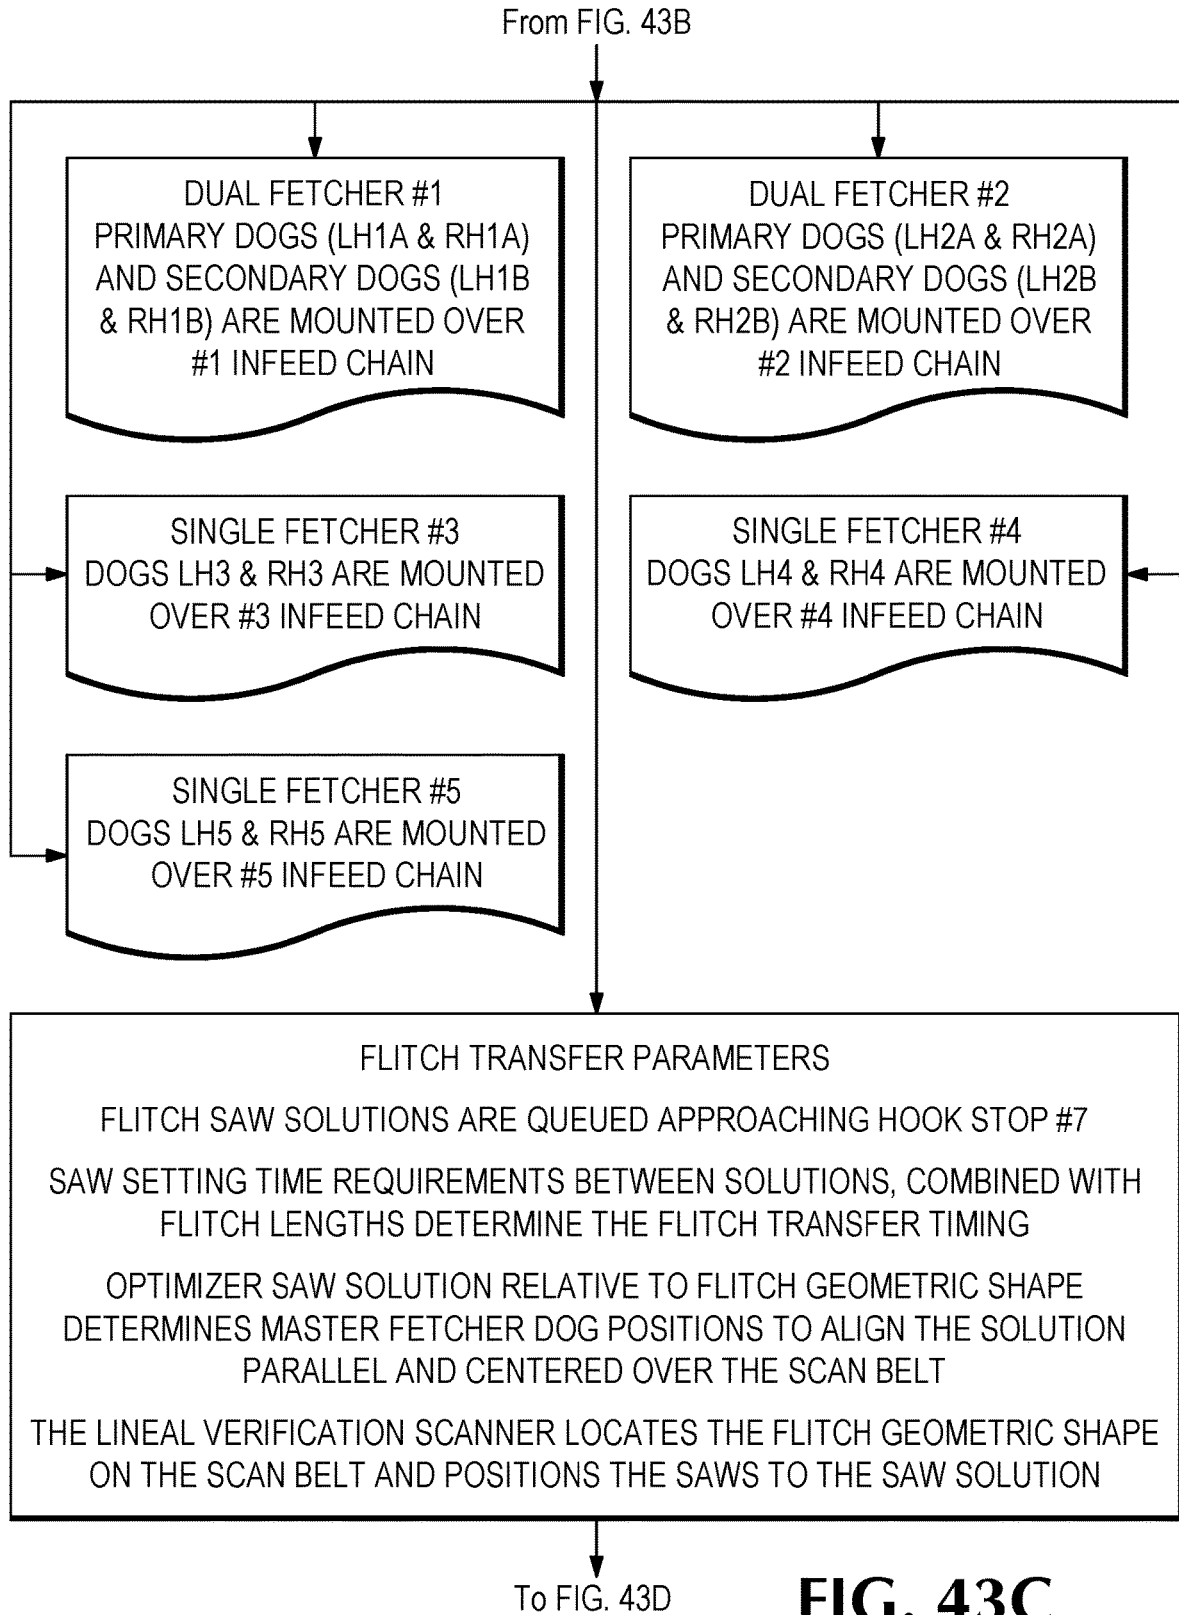 From FIG. 43B
DUAL FETCHER #1
PRIMARY DOGS (LH1A & RH1A)
AND SECONDARY DOGS (LH1B
& RH1B) ARE MOUNTED OVER
#1 INFEED CHAIN
DUAL FETCHER #2
PRIMARY DOGS (LH2A & RH2A)
AND SECONDARY DOGS (LH2B
& RH2B) ARE MOUNTED OVER
#2 INFEED CHAIN
SINGLE FETCHER #3
DOGS LH3 & RH3 ARE MOUNTED
OVER #3 INFEED CHAIN
SINGLE FETCHER #4
DOGS LH4 & RH4 ARE MOUNTED
OVER #4 INFEED CHAIN
SINGLE FETCHER #5
DOGS LH5 & RH5 ARE MOUNTED
OVER #5 INFEED CHAIN
FLITCH TRANSFER PARAMETERS
FLITCH SAW SOLUTIONS ARE QUEUED APPROACHING HOOK STOP #7
SAW SETTING TIME REQUIREMENTS BETWEEN SOLUTIONS, COMBINED WITH
FLITCH LENGTHS DETERMINE THE FLITCH TRANSFER TIMING
OPTIMIZER SAW SOLUTION RELATIVE TO FLITCH GEOMETRIC SHAPE
DETERMINES MASTER FETCHER DOG POSITIONS TO ALIGN THE SOLUTION
PARALLEL AND CENTERED OVER THE SCAN BELT
THE LINEAL VERIFICATION SCANNER LOCATES THE FLITCH GEOMETRIC SHAPE
ON THE SCAN BELT AND POSITIONS THE SAWS TO THE SAW SOLUTION
To FIG. 43D
FIG. 43C